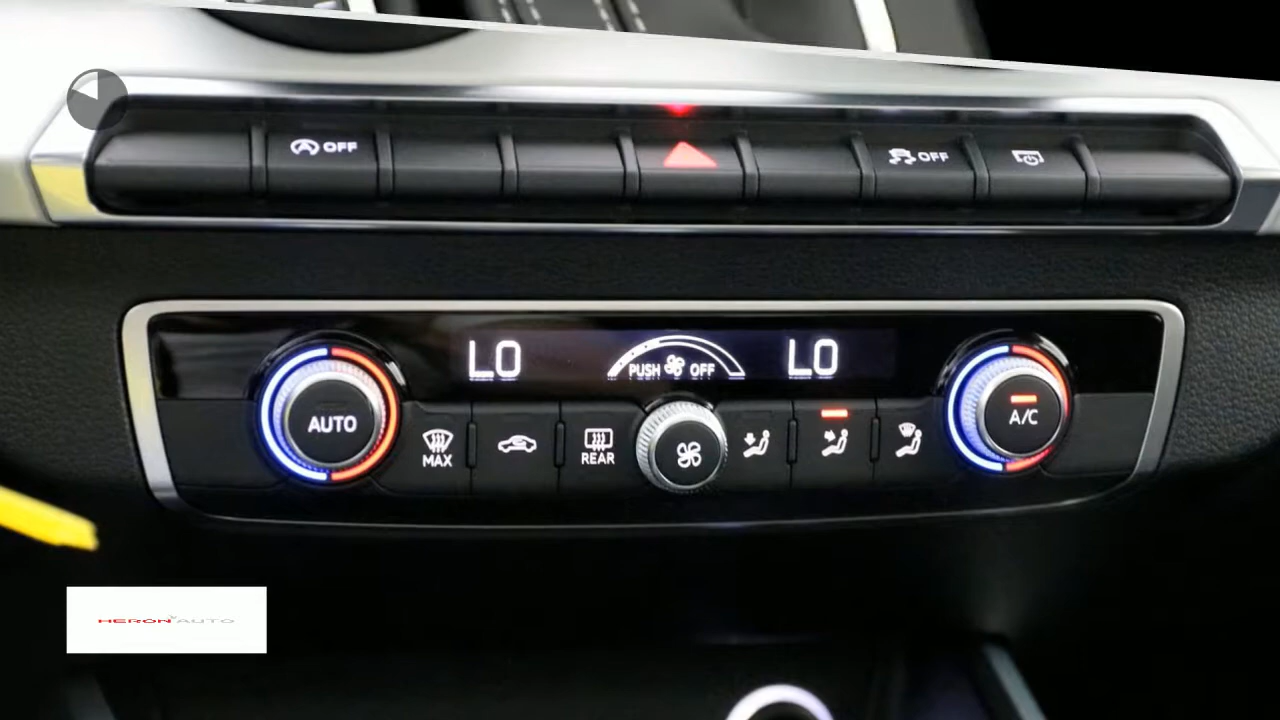 OFF
OFF
LO
PUSH OFF
LO
AUTO
MAX
REAR
A/C
HERON AUTO